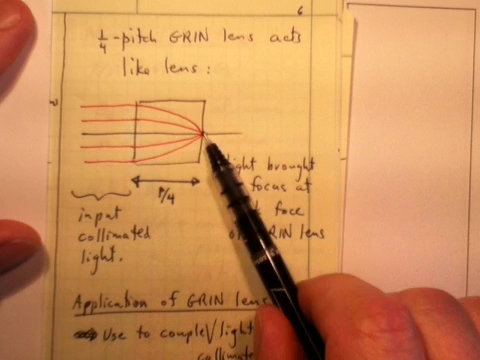 6
1/4-pitch GRIN lens acts
like lens:
light brought
focus at
face
P/4
input
collimated GRIN lens
light.
Application of GRIN lens
Use to couple light
collimate